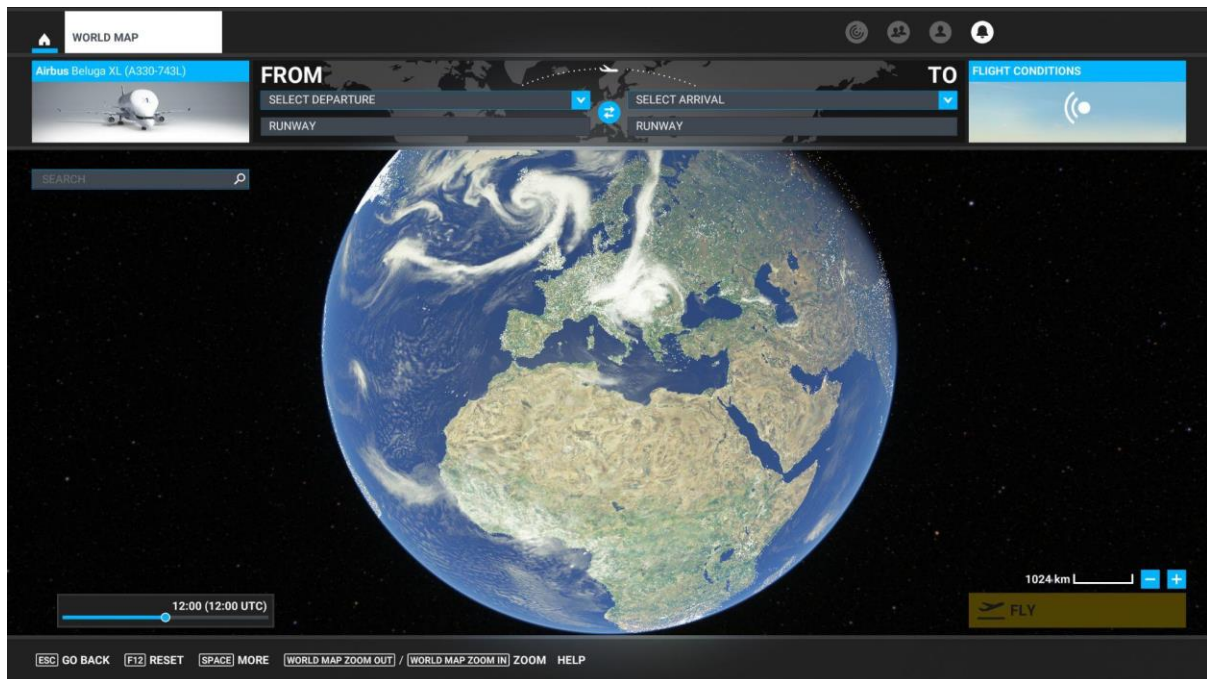 WORLD MAP
Airbus Beluga XL (A330-743L)
FROM
TO
FLIGHT CONDITIONS
SELECT DEPARTURE
SELECT ARRIVAL
RUNWAY
RUNWAY
SEARCH
1024 km
12:00 (12:00 UTC)
FLY
ESC GO BACK F12 RESET SPACE MORE WORLD MAP ZOOM OUT / WORLD MAP ZOOM IN ZOOM HELP